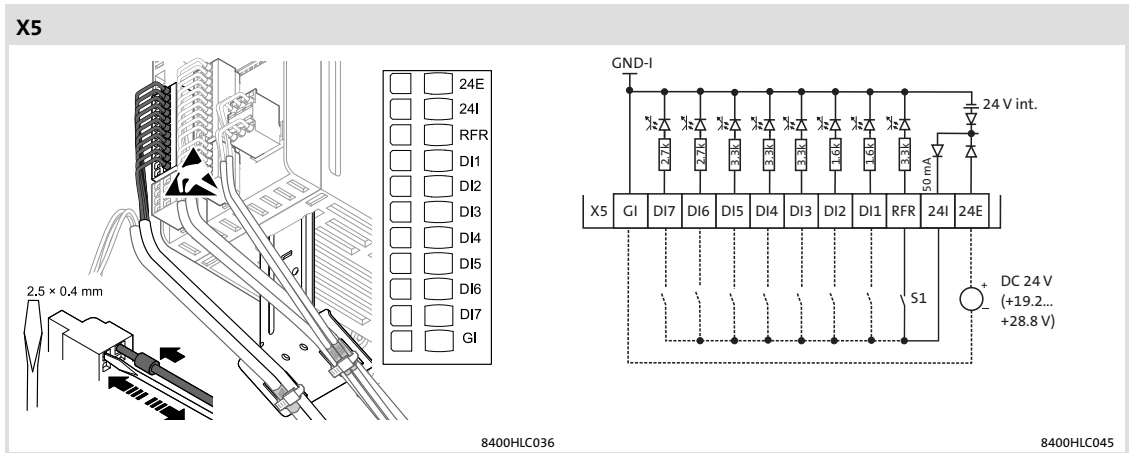 X5
24E
24I
RFR
DI1
DI2
DI3
DI4
DI5
DI6
DI7
GI
2.5 × 0.4 mm
8400HLC036
GND-I
24 V int.
2.7k 2.7k 3.3k 3.3k 3.3k 1.6k 1.6k 3.3k 50 mA
X5 GI DI7 DI6 DI5 DI4 DI3 DI2 DI1 RFR 24I 24E
S1
+
–
DC 24 V
(+19.2...
+28.8 V)
8400HLC045